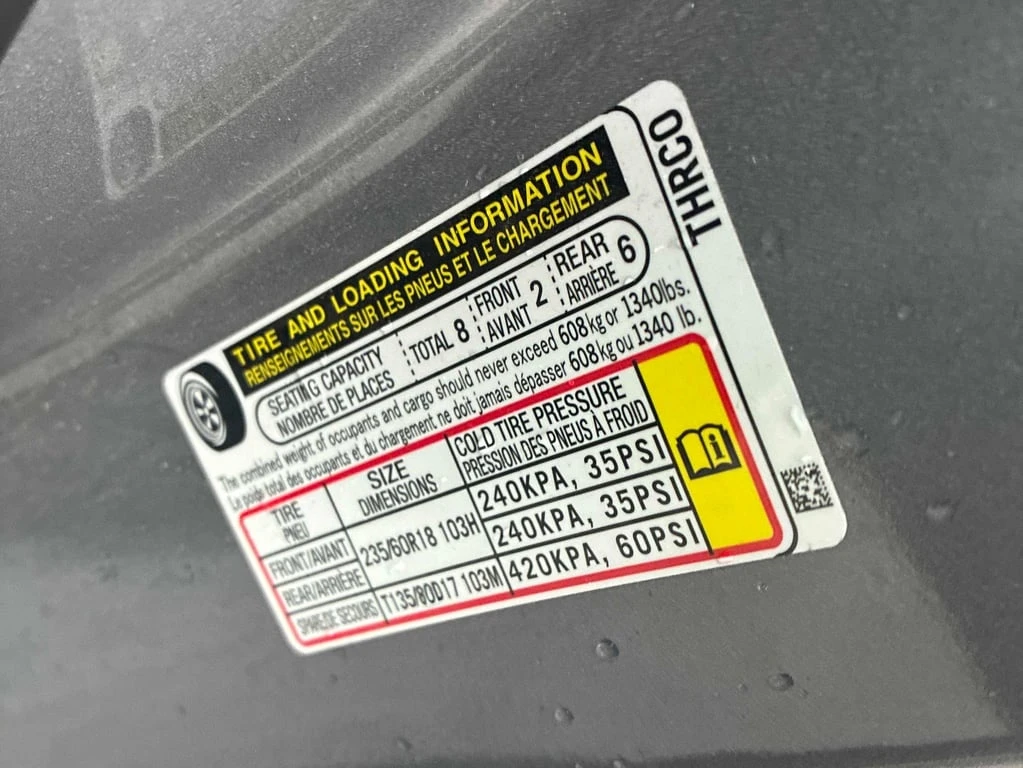 TIRE AND LOADING INFORMATION
RENSEIGNEMENTS SUR LES PNEUS ET LE CHARGEMENT
SEATING CAPACITY
NOMBRE DE PLACES
TOTAL 8
FRONT
AVANT 2
REAR
ARRIÈRE 6
The combined weight of occupants and cargo should never exceed 608 kg or 1340lbs.
Le poids total des occupants et du chargement ne doit jamais dépasser 608 kg ou 1340 lb.
TIRE
PNEU
SIZE
DIMENSIONS
COLD TIRE PRESSURE
PRESSION DES PNEUS À FROID
FRONT/AVANT
235/60R18 103H
240KPA, 35PSI
REAR/ARRIÈRE
240KPA, 35PSI
SPARE/DE SECOURS
T135/80D17 103M
420KPA, 60PSI
THRCO